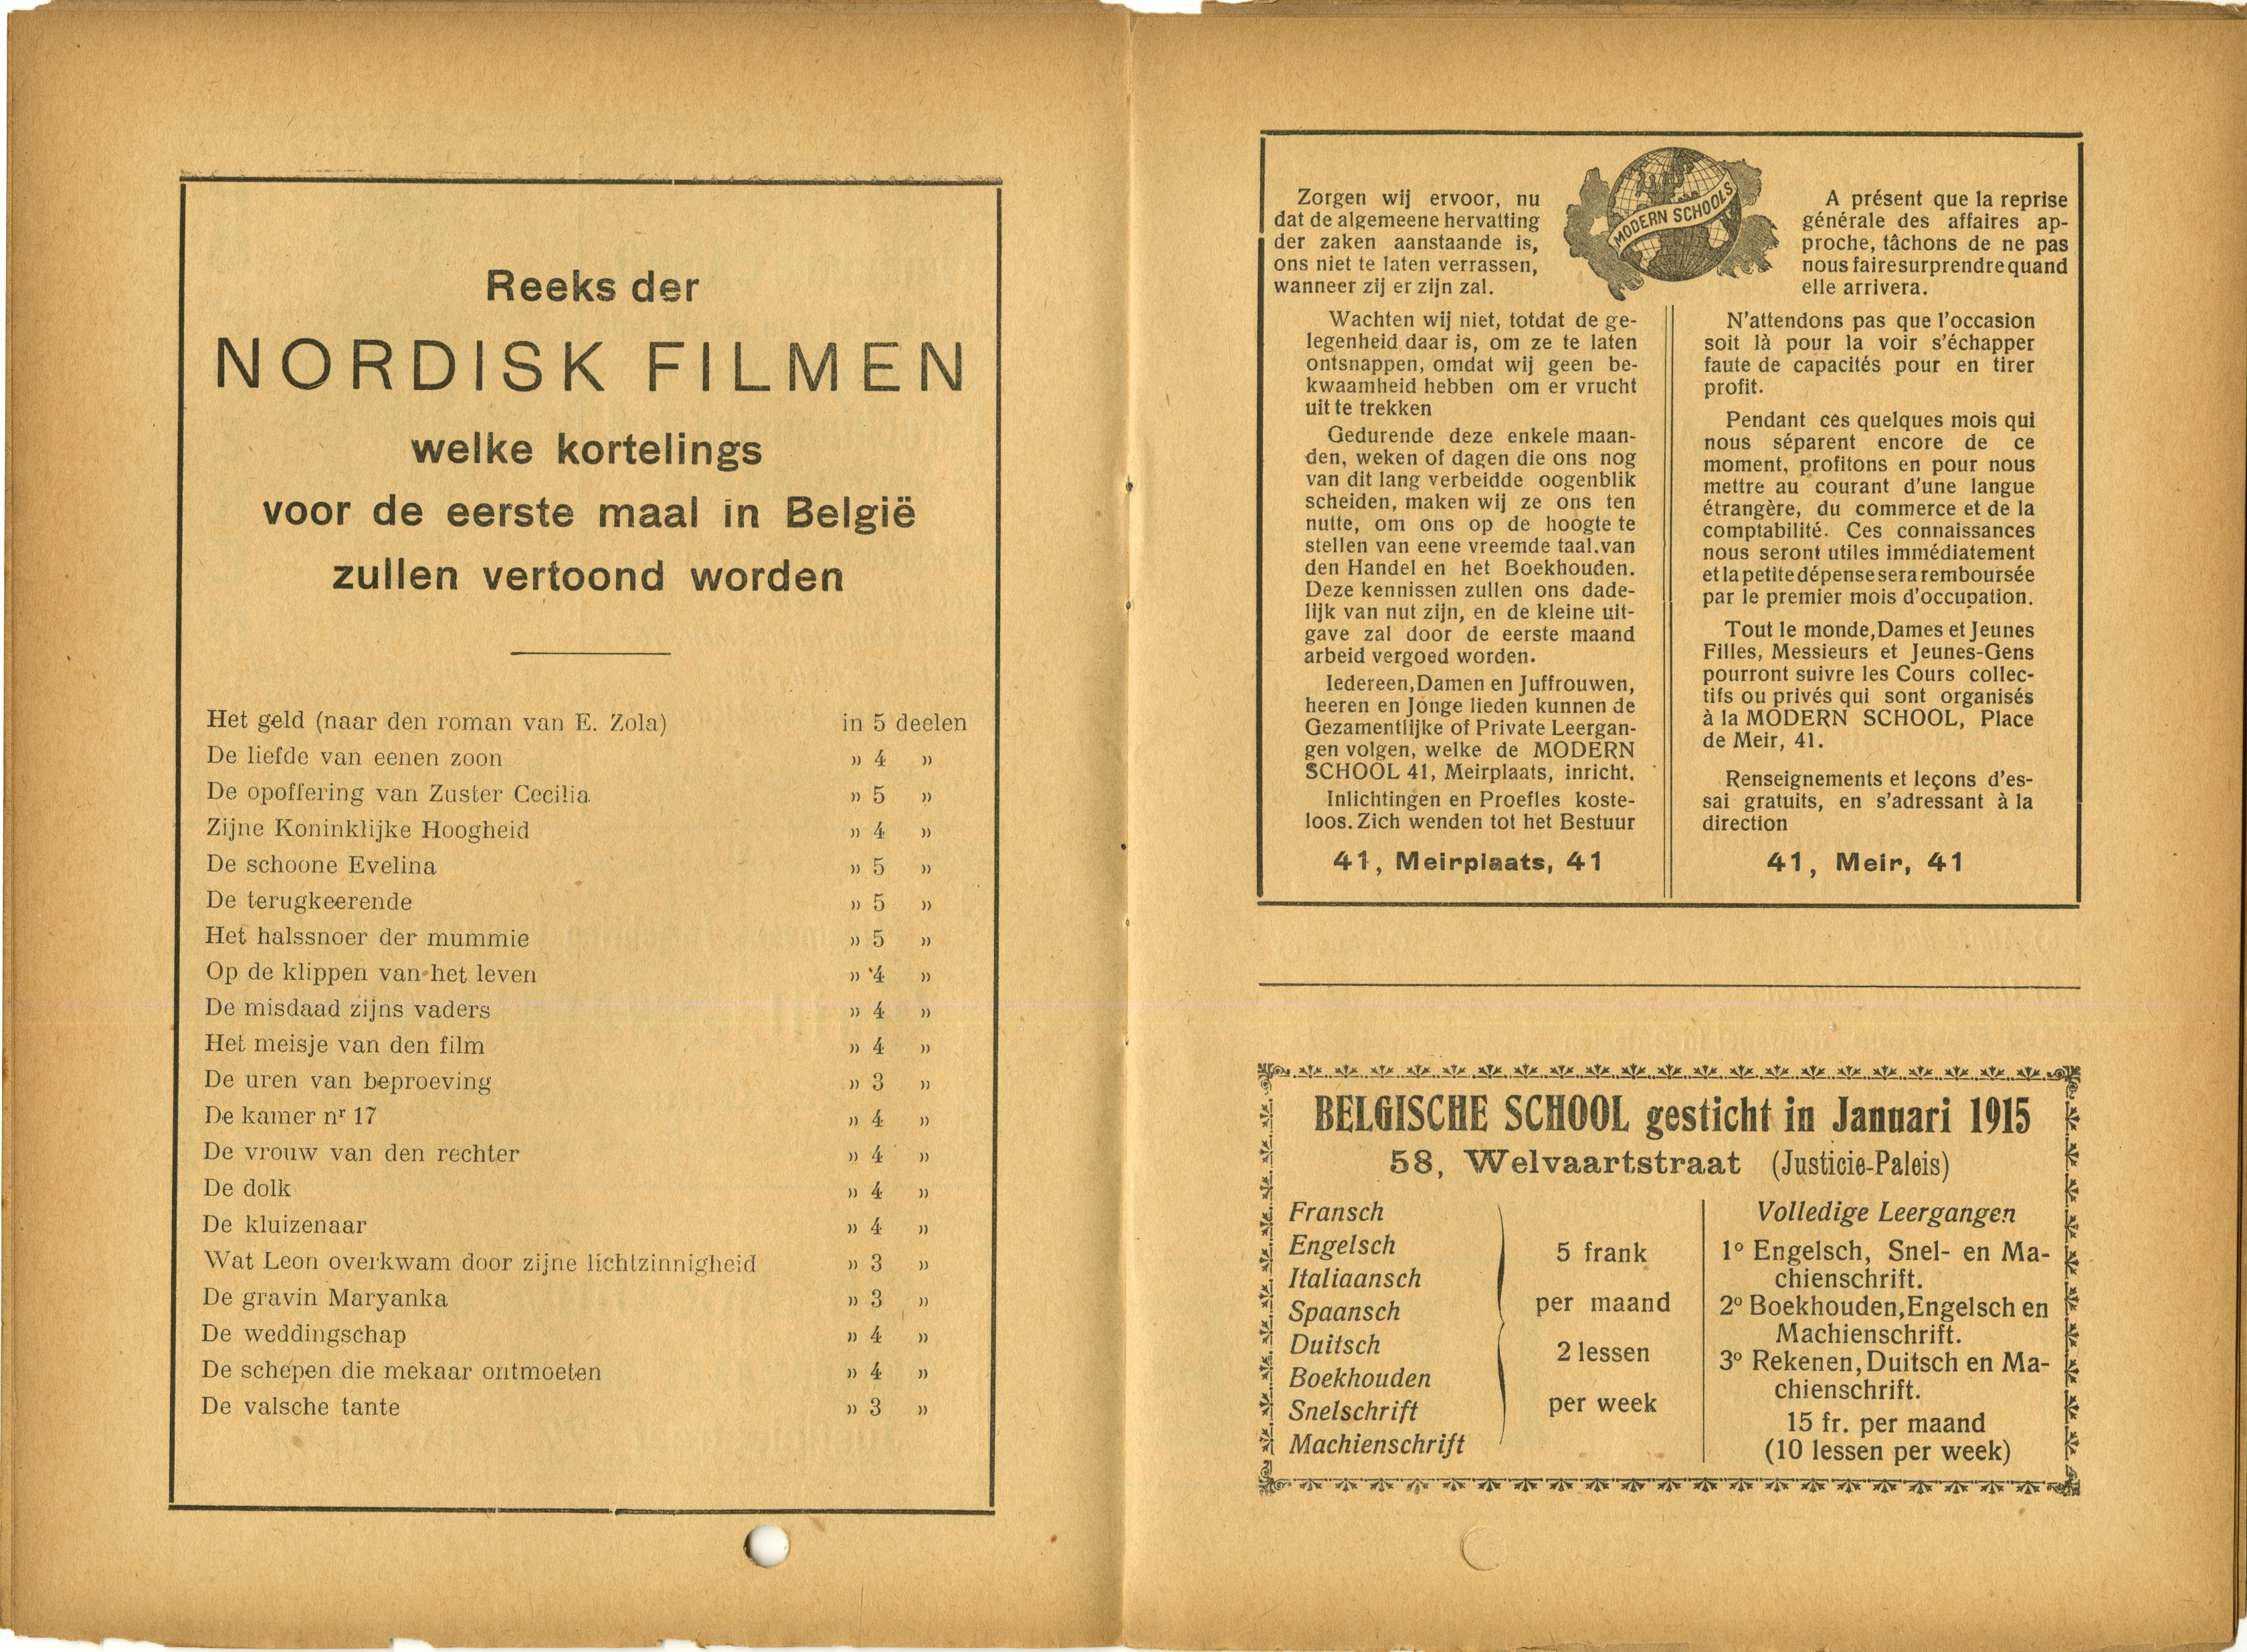 Reeks der
NORDISK FILMEN
welke kortelings
voor de eerste maal in België
zullen vertoond worden
Het geld (naar den roman van E. Zola) in 5 deelen
De liefde van eenen zoon » 4 »
De opoffering van Zuster Cecilia » 5 »
Zijne Koninklijke Hoogheid » 4 »
De schoone Evelina » 5 »
De terugkeerende » 5 »
Het halssnoer der mummie » 5 »
Op de klippen van het leven » 4 »
De misdaad zijns vaders » 4 »
Het meisje van den film » 4 »
De uren van beproeving » 3 »
De kamer nr 17 » 4 »
De vrouw van den rechter » 4 »
De dolk » 4 »
De kluizenaar » 4 »
Wat Leon overkwam door zijne lichtzinnigheid » 3 »
De gravin Maryanka » 3 »
De weddingschap » 4 »
De schepen die mekaar ontmoeten » 4 »
De valsche tante » 3 »
MODERN SCHOOLS
Zorgen wij ervoor, nu
dat de algemeene hervatting
der zaken aanstaande is,
ons niet te laten verrassen,
wanneer zij er zijn zal.
Wachten wij niet, totdat de ge-
legenheid daar is, om ze te laten
ontsnappen, omdat wij geen be-
kwaamheid hebben om er vrucht
uit te trekken
Gedurende deze enkele maan-
den, weken of dagen die ons nog
van dit lang verbeidde oogenblik
scheiden, maken wij ze ons ten
nutte, om ons op de hoogte te
stellen van eene vreemde taal.van
den Handel en het Boekhouden.
Deze kennissen zullen ons dade-
lijk van nut zijn, en de kleine uit-
gave zal door de eerste maand
arbeid vergoed worden.
Iedereen,Damen en Juffrouwen,
heeren en Jonge lieden kunnen de
Gezamentlijke of Private Leergan-
gen volgen, welke de MODERN
SCHOOL 41, Meirplaats, inricht.
Inlichtingen en Proefles koste-
loos. Zich wenden tot het Bestuur
41, Meirplaats, 41
A présent que la reprise
générale des affaires ap-
proche, tâchons de ne pas
nous faire surprendre quand
elle arrivera.
N'attendons pas que l'occasion
soit là pour la voir s'échapper
faute de capacités pour en tirer
profit.
Pendant ces quelques mois qui
nous séparent encore de ce
moment, profitons en pour nous
mettre au courant d'une langue
étrangère, du commerce et de la
comptabilité. Ces connaissances
nous seront utiles immédiatement
et la petite dépense sera remboursée
par le premier mois d'occupation.
Tout le monde, Dames et Jeunes
Filles, Messieurs et Jeunes-Gens
pourront suivre les Cours collec-
tifs ou privés qui sont organisés
à la MODERN SCHOOL, Place
de Meir, 41.
Renseignements et leçons d'es-
sai gratuits, en s'adressant à la
direction
41, Meir, 41
BELGISCHE SCHOOL gesticht in Januari 1915
58, Welvaartstraat (Justicie-Paleis)
Fransch
Engelsch
Italiaansch
Spaansch
Duitsch
Boekhouden
Snelschrift
Machienschrift
5 frank
per maand
2 lessen
per week
Volledige Leergangen
1º Engelsch, Snel- en Ma-
chienschrift.
2º Boekhouden, Engelsch en
Machienschrift.
3º Rekenen, Duitsch en Ma-
chienschrift.
15 fr. per maand
(10 lessen per week)